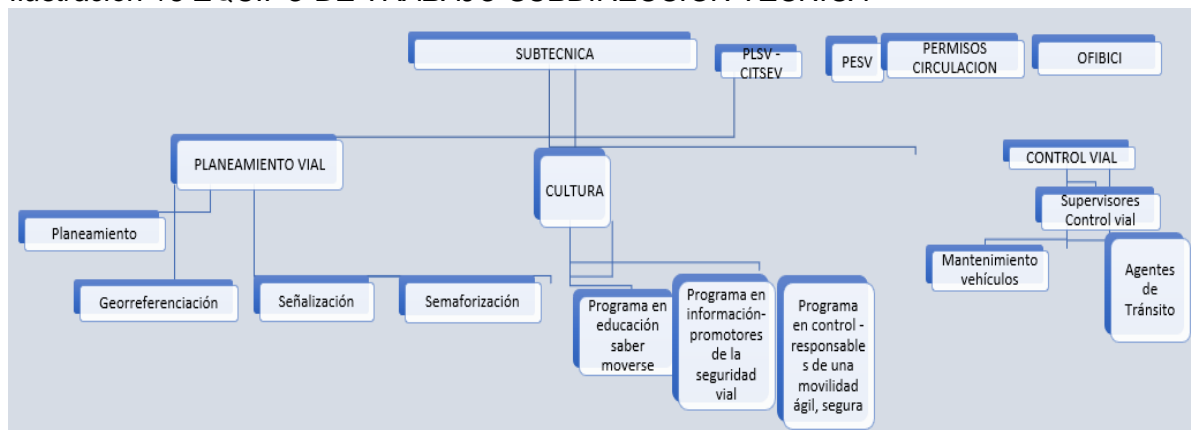 SUBTECNICA
PLSV -
CITSEV
PESV
PERMISOS
CIRCULACION
OFIBICI
PLANEAMIENTO VIAL
CULTURA
CONTROL VIAL
Supervisores
Control vial
Planeamiento
Georreferenciación
Señalización
Semaforización
Programa en
educación
saber
moverse
Programa en
información-
promotores
de la
seguridad
vial
Programa
en control -
responsable
s de una
movilidad
ágil, segura
Mantenimiento
vehículos
Agentes
de
Tránsito